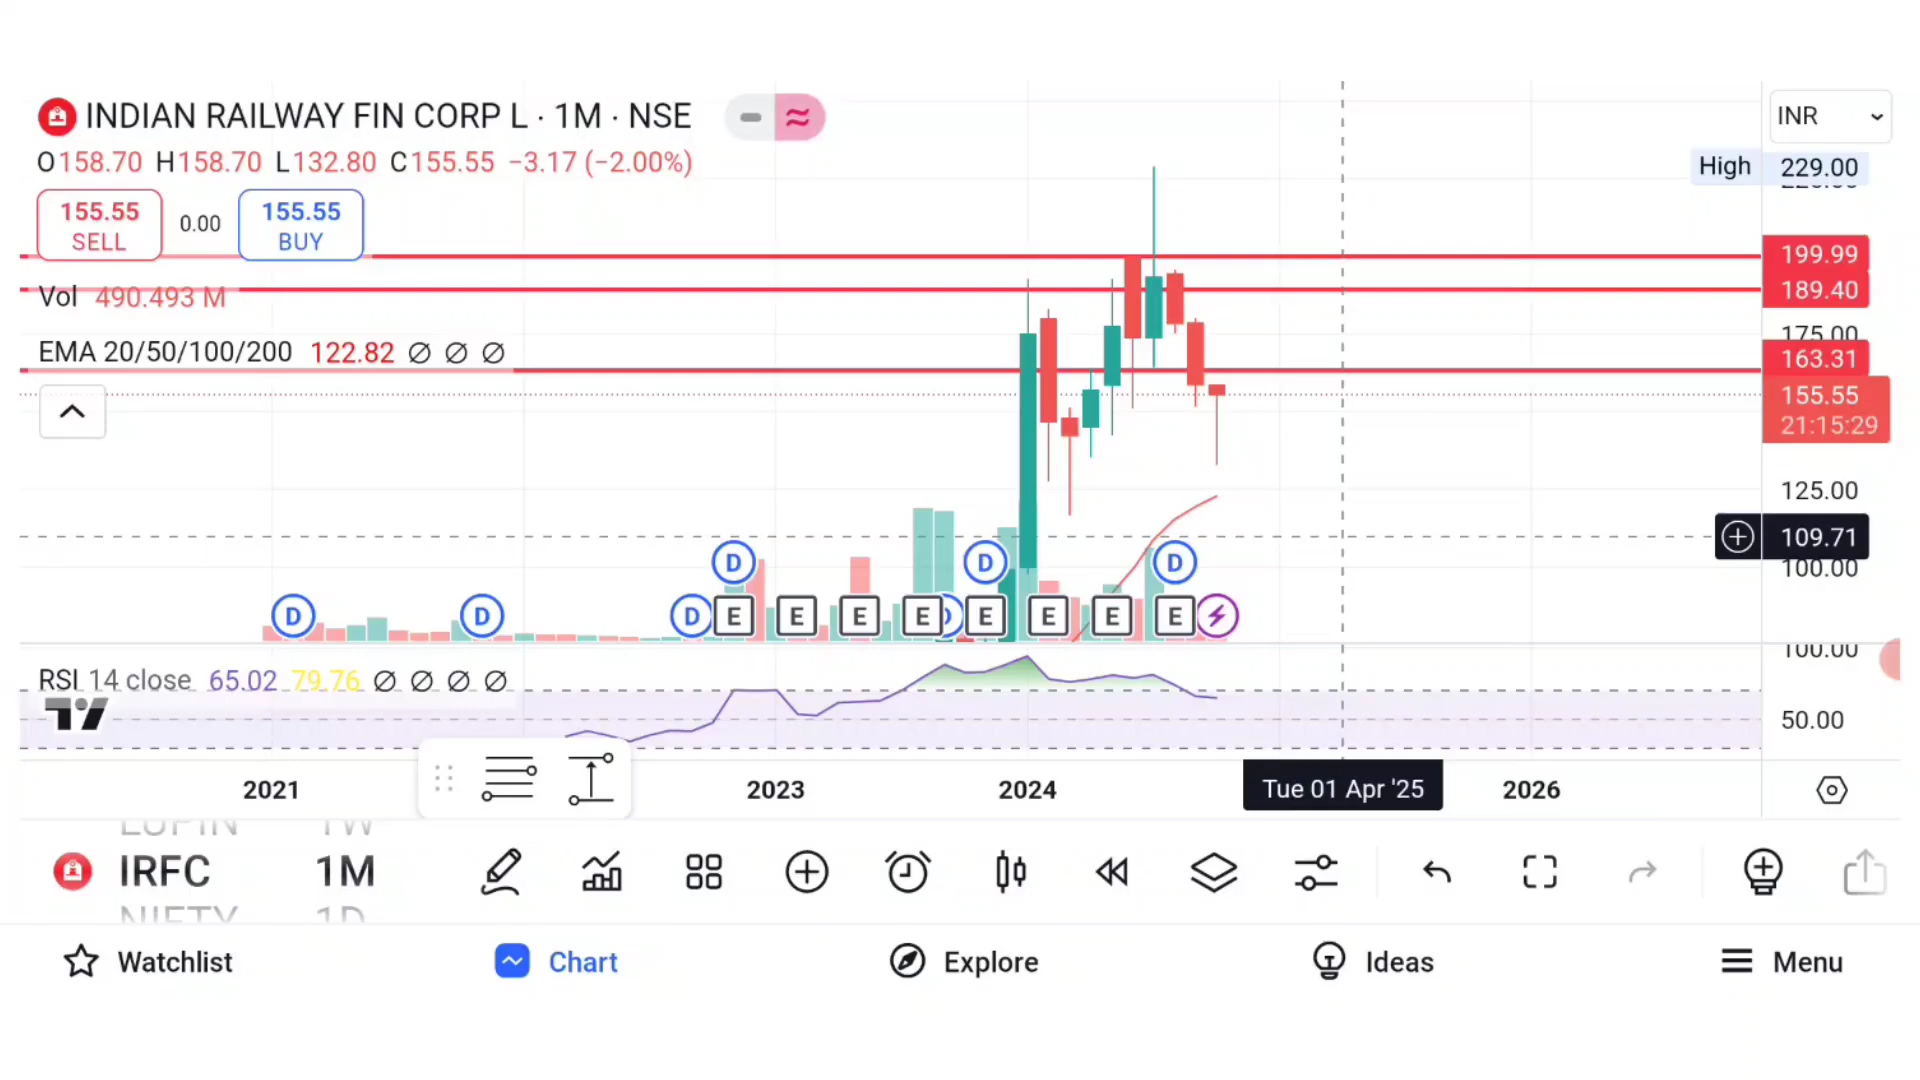 INDIAN RAILWAY FIN CORP L · 1M · NSE
INR
O158.70 H158.70 L132.80 C155.55 −3.17 (−2.00%)
High 229.00
155.55
SELL
0.00
155.55
BUY
199.99
Vol 490.493 M
189.40
175.00
EMA 20/50/100/200 122.82 ∅ ∅ ∅
163.31
155.55
21:15:29
125.00
109.71
100.00
D D D D D D
E E E E E E E E
100.00
RSI 14 close 65.02 79.76 ∅ ∅ ∅ ∅
50.00
2021 2023 2024 Tue 01 Apr '25 2026
LUPIN 1W
IRFC 1M
NIFTY 1D
Watchlist Chart Explore Ideas Menu